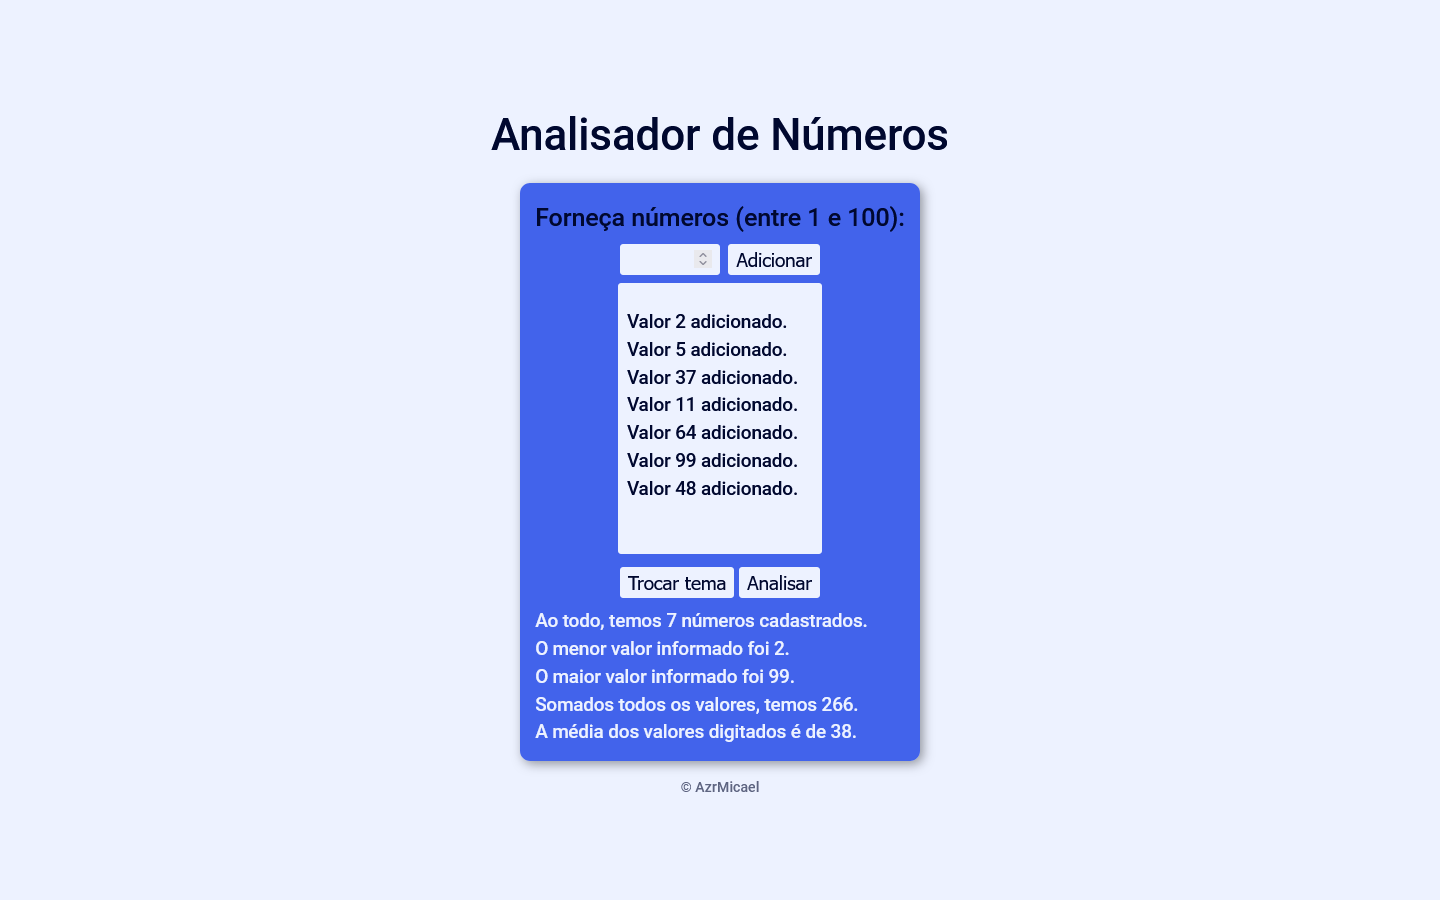 Analisador de Números
Forneça números (entre 1 e 100):
Adicionar
Valor 2 adicionado.
Valor 5 adicionado.
Valor 37 adicionado.
Valor 11 adicionado.
Valor 64 adicionado.
Valor 99 adicionado.
Valor 48 adicionado.
Trocar tema Analisar
Ao todo, temos 7 números cadastrados.
O menor valor informado foi 2.
O maior valor informado foi 99.
Somados todos os valores, temos 266.
A média dos valores digitados é de 38.
© AzrMicael